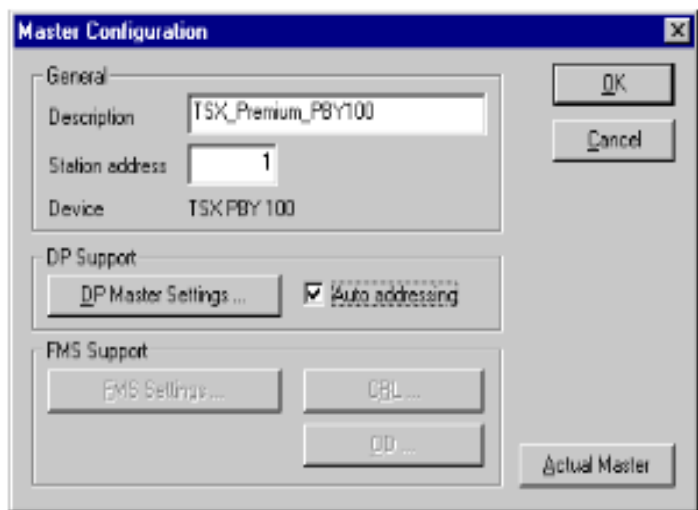 Master Configuration
General
Description TSX_Premium_PBY100
Station address 1
Device TSX PBY 100
OK
Cancel
DP Support
DP Master Settings ...
Auto addressing
FMS Support
FMS Settings ...
CRL ...
OD ...
Actual Master